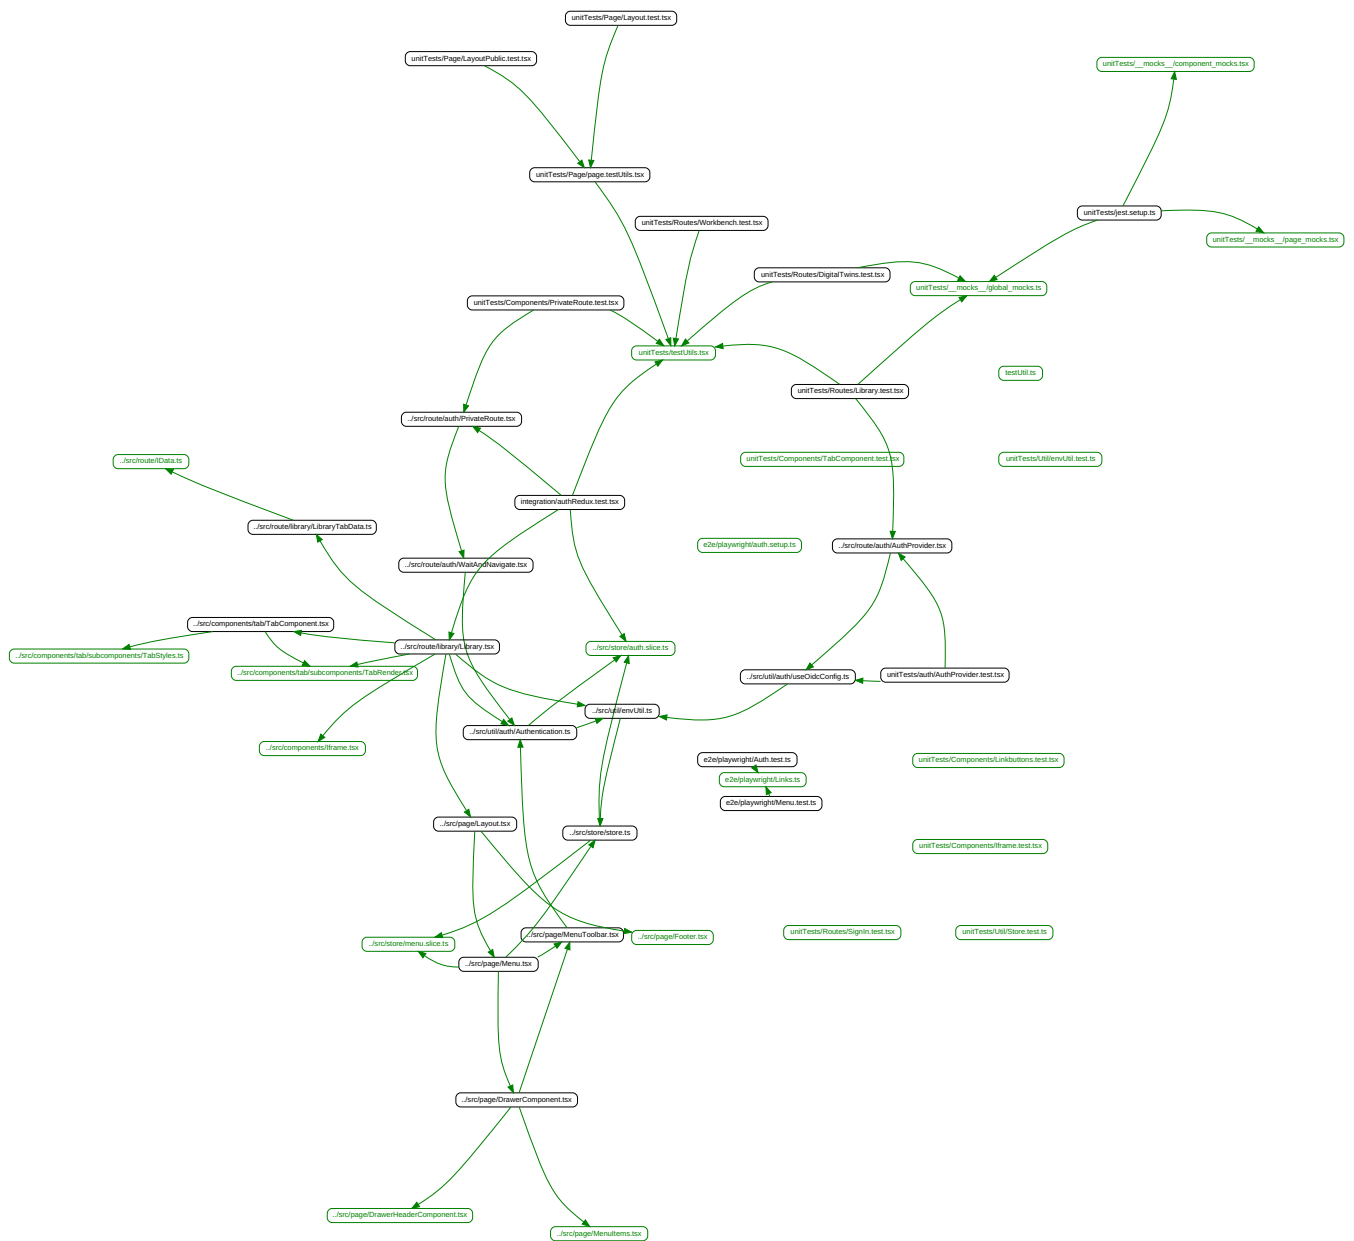 unitTests/Page/Layout.test.tsx
unitTests/Page/LayoutPublic.test.tsx
unitTests/__mocks__/component_mocks.tsx
unitTests/Page/page.testUtils.tsx
unitTests/jest.setup.ts
unitTests/Routes/Workbench.test.tsx
unitTests/__mocks__/page_mocks.tsx
unitTests/Routes/DigitalTwins.test.tsx
unitTests/__mocks__/global_mocks.ts
unitTests/Components/PrivateRoute.test.tsx
unitTests/testUtils.tsx
testUtil.ts
unitTests/Routes/Library.test.tsx
../src/route/auth/PrivateRoute.tsx
../src/route/IData.ts
unitTests/Components/TabComponent.test.tsx
unitTests/Util/envUtil.test.ts
integration/authRedux.test.tsx
../src/route/library/LibraryTabData.ts
e2e/playwright/auth.setup.ts
../src/route/auth/AuthProvider.tsx
../src/route/auth/WaitAndNavigate.tsx
../src/components/tab/TabComponent.tsx
../src/route/library/Library.tsx
../src/store/auth.slice.ts
../src/components/tab/subcomponents/TabStyles.ts
../src/components/tab/subcomponents/TabRender.tsx
../src/util/auth/useOidcConfig.ts
unitTests/auth/AuthProvider.test.tsx
../src/util/envUtil.ts
../src/util/auth/Authentication.ts
../src/components/Iframe.tsx
e2e/playwright/Auth.test.ts
unitTests/Components/Linkbuttons.test.tsx
e2e/playwright/Links.ts
e2e/playwright/Menu.test.ts
../src/page/Layout.tsx
../src/store/store.ts
unitTests/Components/Iframe.test.tsx
../src/store/menu.slice.ts
../src/page/MenuToolbar.tsx
../src/page/Footer.tsx
unitTests/Routes/SignIn.test.tsx
unitTests/Util/Store.test.ts
../src/page/Menu.tsx
../src/page/DrawerComponent.tsx
../src/page/DrawerHeaderComponent.tsx
../src/page/MenuItems.tsx